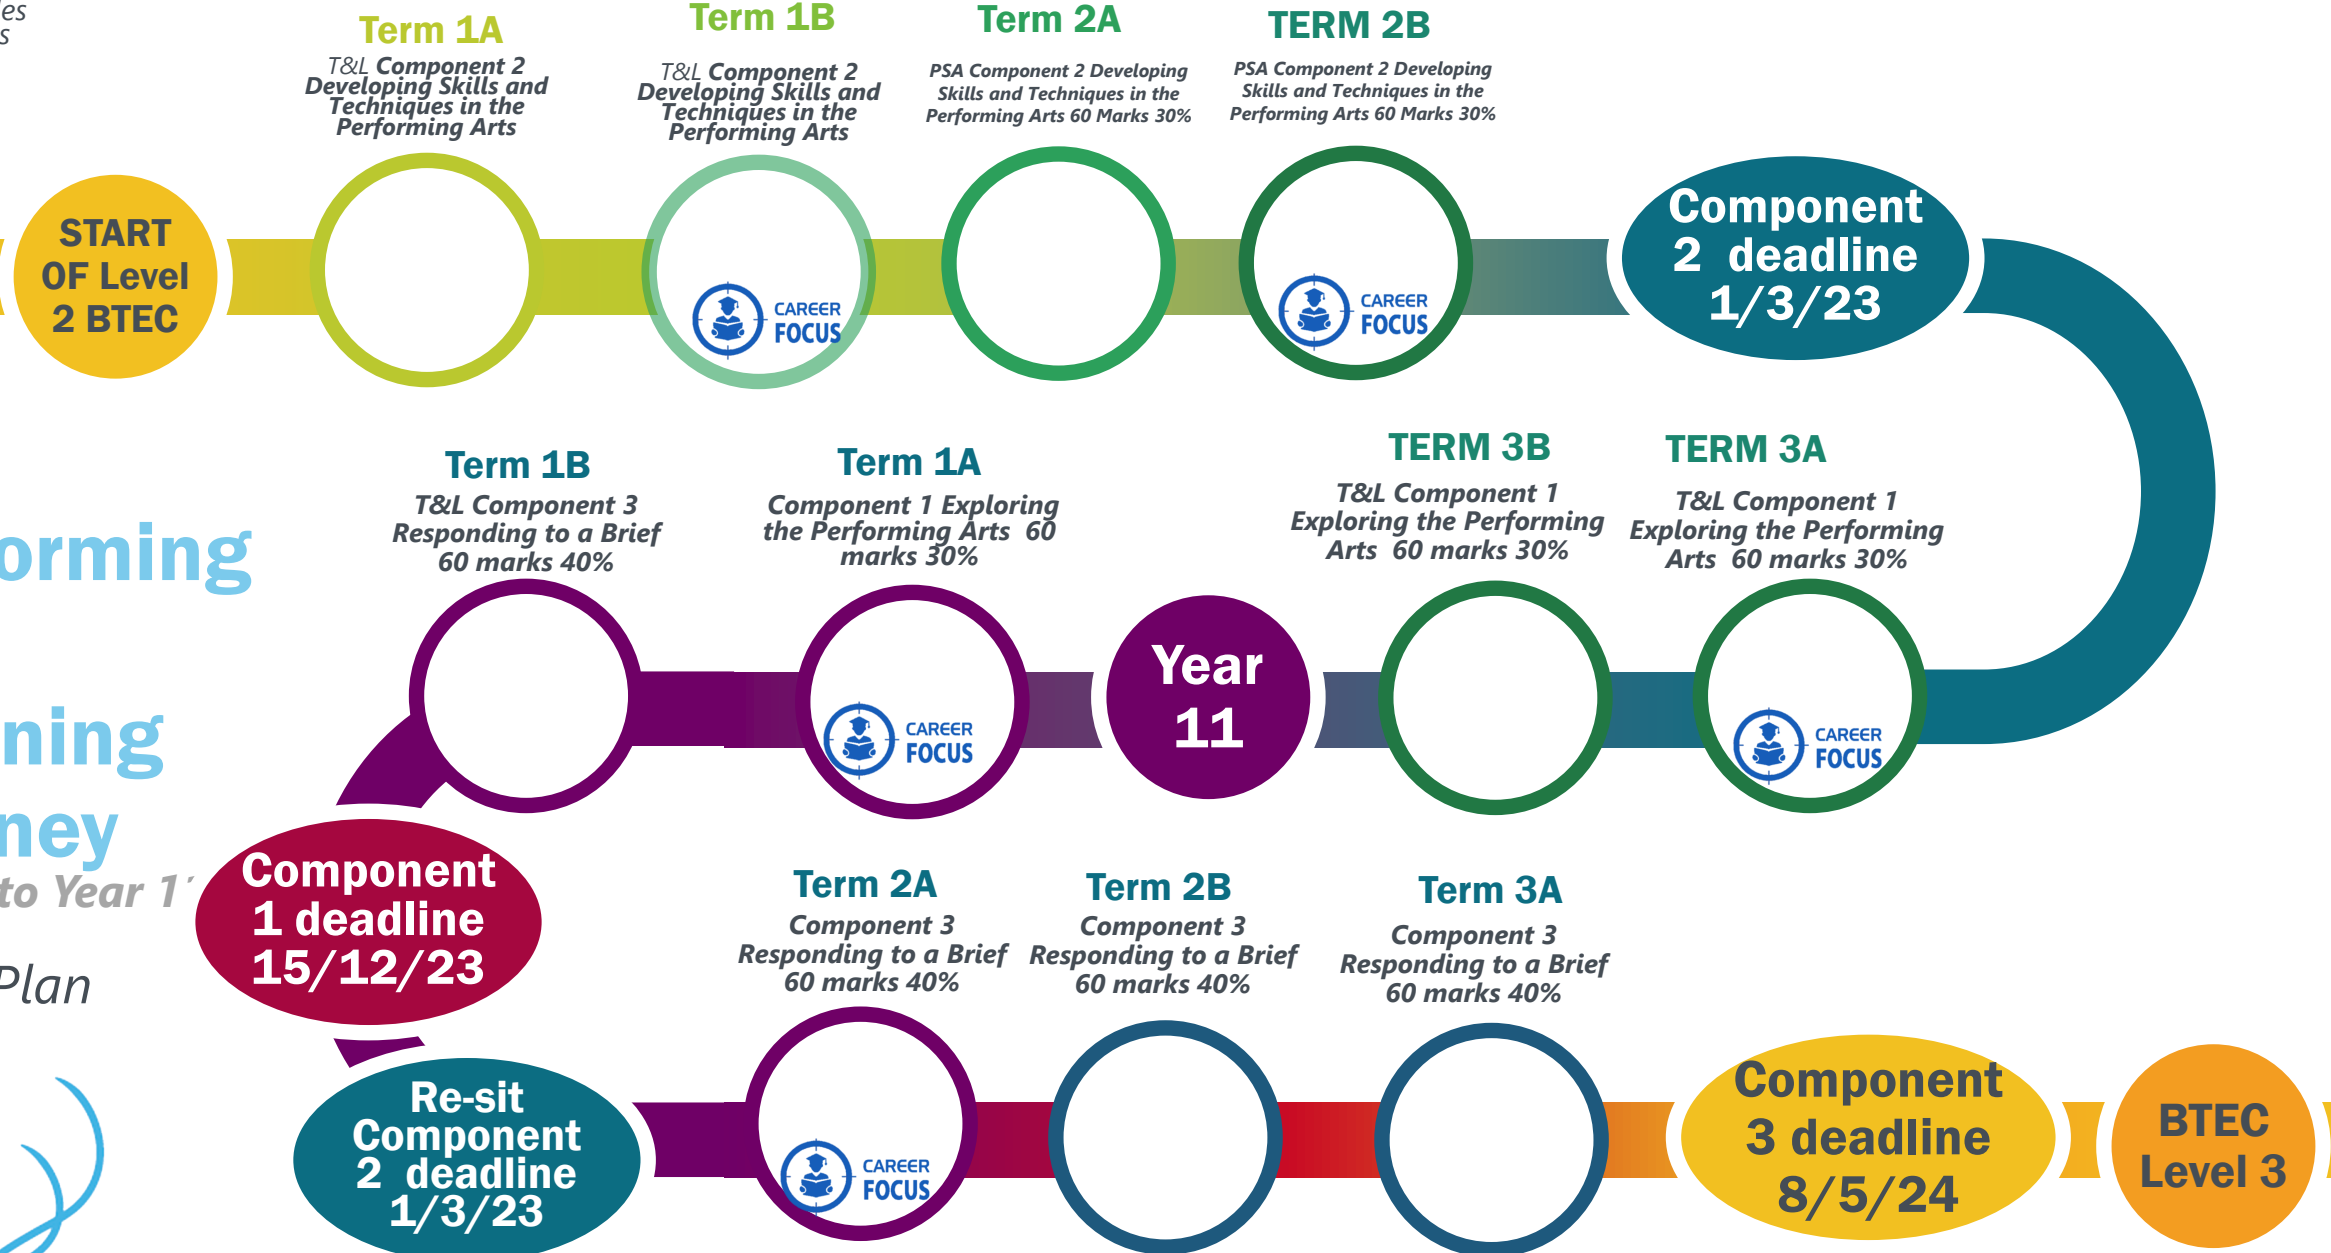 Term 1A
T&L Component 2
Developing Skills and
Techniques in the
Performing Arts
Term 1B
T&L Component 2
Developing Skills and
Techniques in the
Performing Arts
Term 2A
PSA Component 2 Developing
Skills and Techniques in the
Performing Arts 60 Marks 30%
TERM 2B
PSA Component 2 Developing
Skills and Techniques in the
Performing Arts 60 Marks 30%
START
OF Level
2 BTEC
CAREER
FOCUS
CAREER
FOCUS
Component
2 deadline
1/3/23
TERM 3A
T&L Component 1
Exploring the Performing
Arts 60 marks 30%
CAREER
FOCUS
TERM 3B
T&L Component 1
Exploring the Performing
Arts 60 marks 30%
Year
11
Term 1A
Component 1 Exploring
the Performing Arts 60
marks 30%
CAREER
FOCUS
Term 1B
T&L Component 3
Responding to a Brief
60 marks 40%
orming
ning
ney
to Year 1
Plan
Component
1 deadline
15/12/23
Re-sit
Component
2 deadline
1/3/23
Term 2A
Component 3
Responding to a Brief
60 marks 40%
CAREER
FOCUS
Term 2B
Component 3
Responding to a Brief
60 marks 40%
Term 3A
Component 3
Responding to a Brief
60 marks 40%
Component
3 deadline
8/5/24
BTEC
Level 3